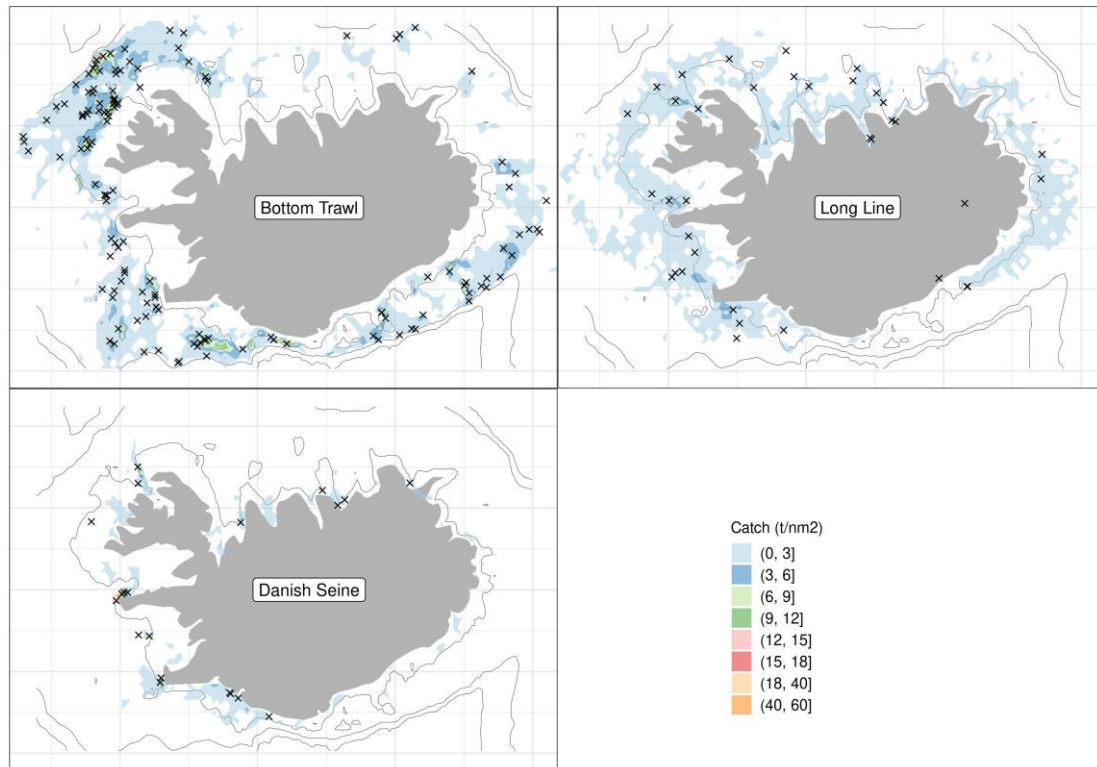 Bottom Trawl
Long Line
Danish Seine
Catch (t/nm2)
(0, 3]
(3, 6]
(6, 9]
(9, 12]
(12, 15]
(15, 18]
(18, 40]
(40, 60]